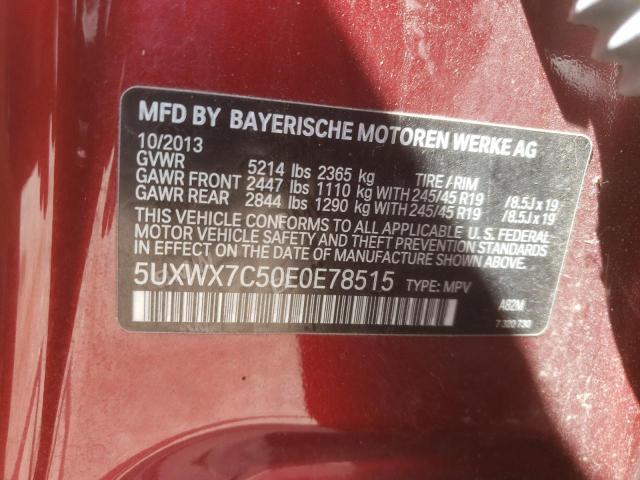 MFD BY BAYERISCHE MOTOREN WERKE AG
10/2013
GVWR 5214 lbs 2365 kg TIRE/RIM
GAWR FRONT 2447 lbs 1110 kg WITH 245/45 R19 /8.5J x 19
GAWR REAR 2844 lbs 1290 kg WITH 245/45 R19 /8.5J x 19
THIS VEHICLE CONFORMS TO ALL APPLICABLE U. S. FEDERAL
MOTOR VEHICLE SAFETY AND THEFT PREVENTION STANDARDS
IN EFFECT ON THE DATE OF MANUFACTURE SHOWN ABOVE.
5UXWX7C50E0E78515 TYPE: MPV
A82M
7 320 730